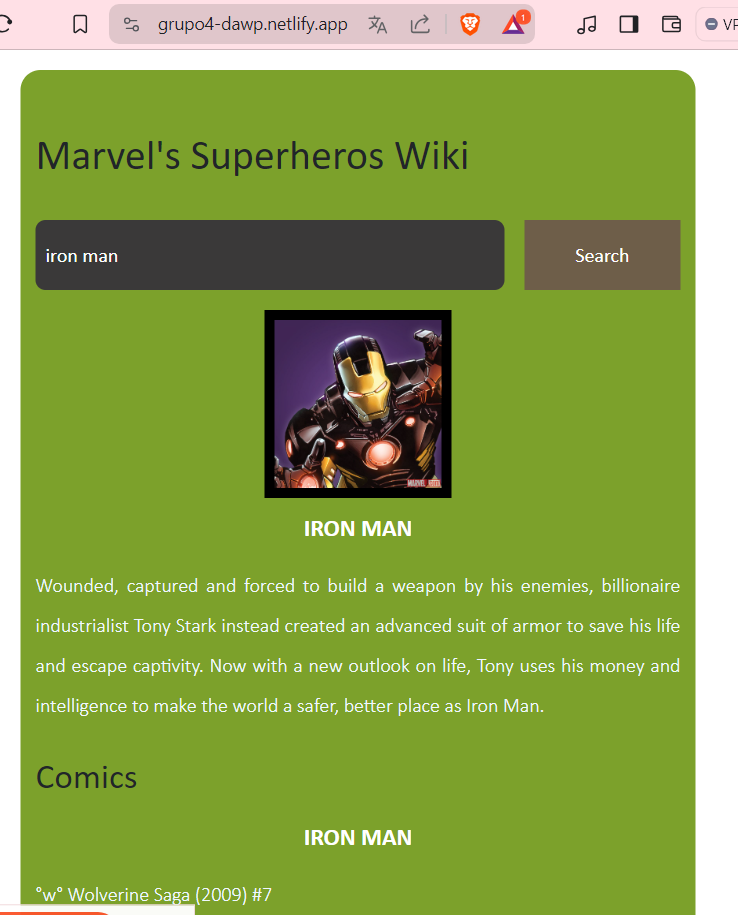 grupo4-dawp.netlify.app
1
VP
Marvel's Superheros Wiki
iron man
Search
IRON MAN
Wounded, captured and forced to build a weapon by his enemies, billionaire
industrialist Tony Stark instead created an advanced suit of armor to save his life
and escape captivity. Now with a new outlook on life, Tony uses his money and
intelligence to make the world a safer, better place as Iron Man.
Comics
IRON MAN
°w° Wolverine Saga (2009) #7